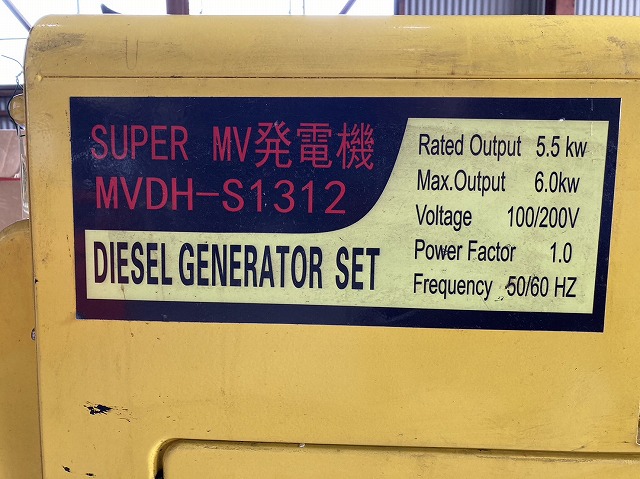 SUPER MV発電機
MVDH-S1312
DIESEL GENERATOR SET
Rated Output 5.5 kw
Max.Output 6.0kw
Voltage 100/200V
Power Factor 1.0
Frequency 50/60 HZ